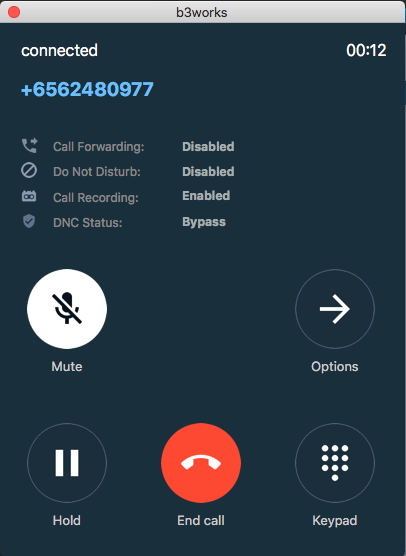 b3works
connected 00:12
+6562480977
Call Forwarding: Disabled
Do Not Disturb: Disabled
Call Recording: Enabled
DNC Status: Bypass
Mute Options
Hold End call Keypad